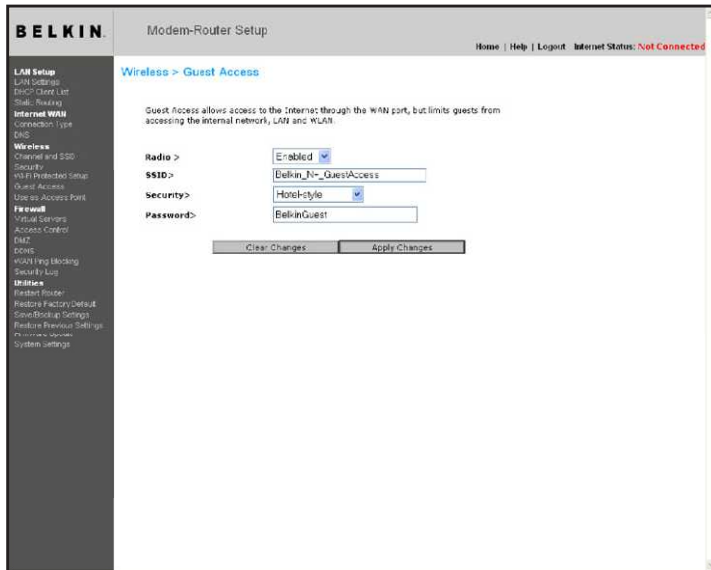 BELKIN.
Modem-Router Setup
Home | Help | Logout Internet Status: Not Connected
LAN Setup
LAN Settings
DHCP Client List
Static Routing
Internet WAN
Connection Type
DNS
Wireless
Channel and SSID
Security
Wi-Fi Protected Setup
Guest Access
Use as Access Point
Firewall
Virtual Servers
Access Control
DMZ
DDNS
WAN Ping Blocking
Security Log
Utilities
Restart Router
Restore Factory Default
Save/Backup Settings
Restore Previous Settings
Firmware Update
System Settings
Wireless > Guest Access
Guest Access allows access to the Internet through the WAN port, but limits guests from
accessing the internal network, LAN and WLAN.
Radio > Enabled
SSID> Belkin_N+_GuestAccess
Security> Hotel-style
Password> BelkinGuest
Clear Changes Apply Changes